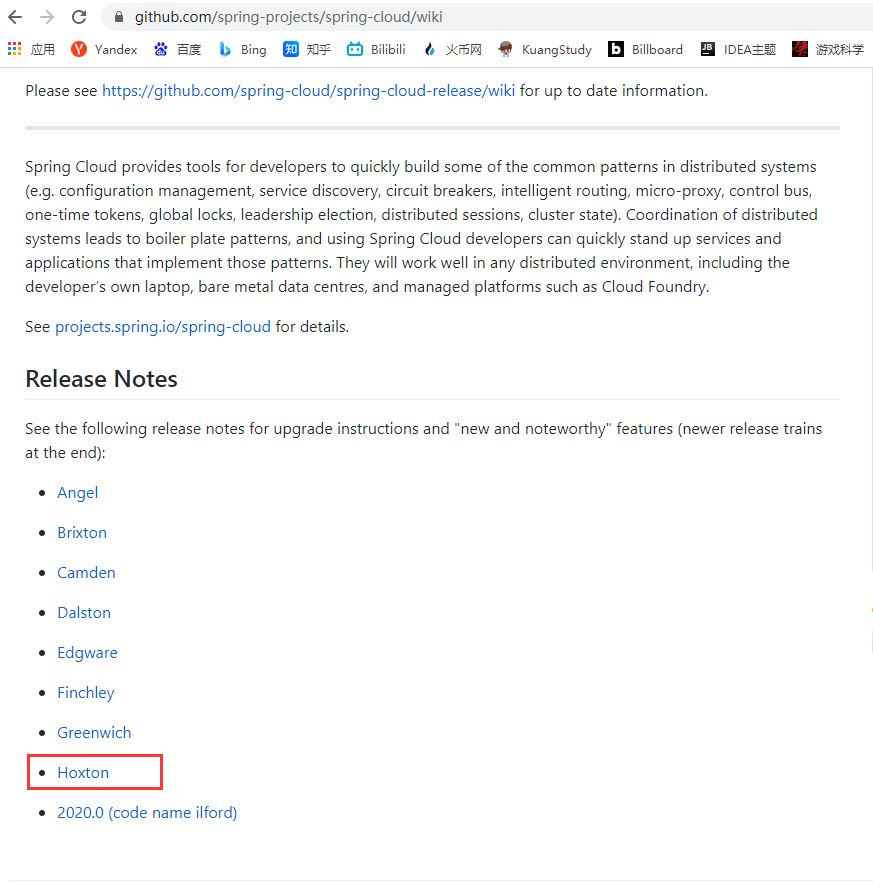 github.com/spring-projects/spring-cloud/wiki
应用 Yandex 百度 Bing 知 知乎 Bilibili 火币网 KuangStudy b Billboard JB IDEA主题 游戏科学
Please see https://github.com/spring-cloud/spring-cloud-release/wiki for up to date information.
Spring Cloud provides tools for developers to quickly build some of the common patterns in distributed systems
(e.g. configuration management, service discovery, circuit breakers, intelligent routing, micro-proxy, control bus,
one-time tokens, global locks, leadership election, distributed sessions, cluster state). Coordination of distributed
systems leads to boiler plate patterns, and using Spring Cloud developers can quickly stand up services and
applications that implement those patterns. They will work well in any distributed environment, including the
developer's own laptop, bare metal data centres, and managed platforms such as Cloud Foundry.
See projects.spring.io/spring-cloud for details.
Release Notes
See the following release notes for upgrade instructions and "new and noteworthy" features (newer release trains
at the end):
• Angel
• Brixton
• Camden
• Dalston
• Edgware
• Finchley
• Greenwich
• Hoxton
• 2020.0 (code name ilford)